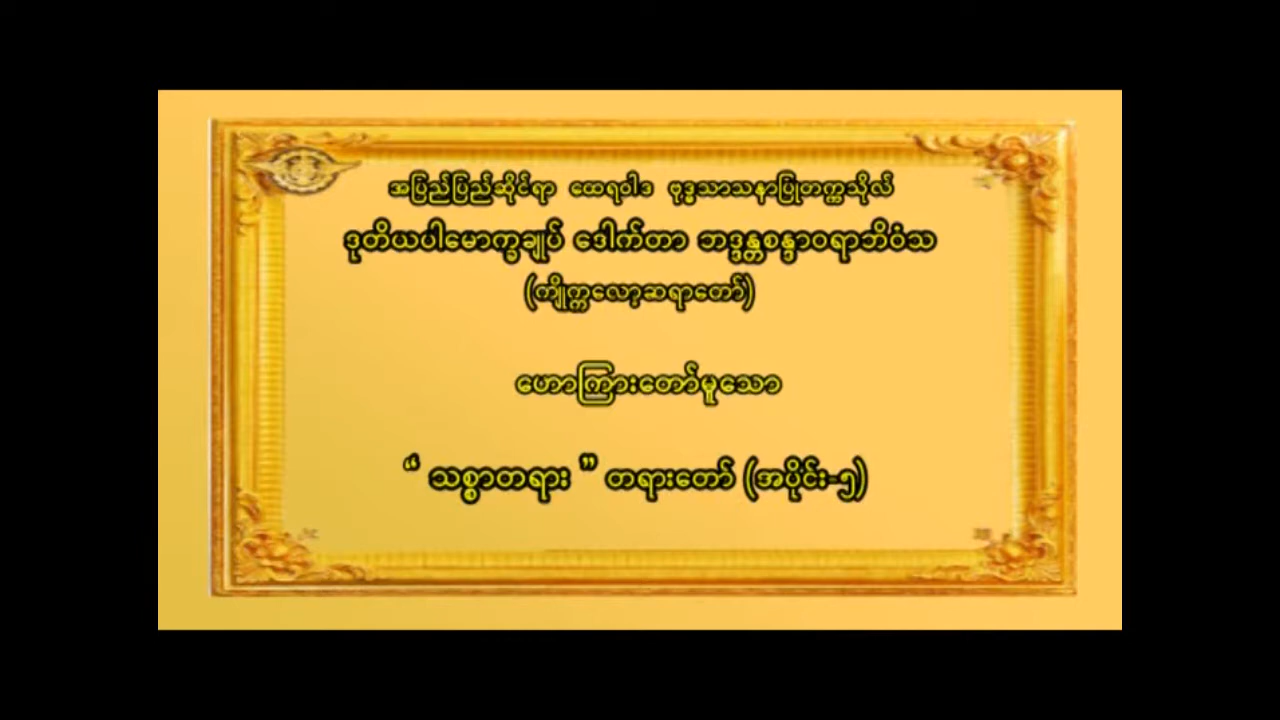 အပြည်ပြည်ဆိုင်ရာ ထေရဝါဒ ဗုဒ္ဓသာသနာပြုတက္ကသိုလ်
ဒုတိယပါမောက္ခချုပ် ဒေါက်တာ ဘဒ္ဒန္တစန္ဒာဝရာဘိဝံသ
(ကျိုက္ကလော့ဆရာတော်)
ဟောကြားတော်မူသော
“ သစ္စာတရား ” တရားတော် (အပိုင်း-၅)